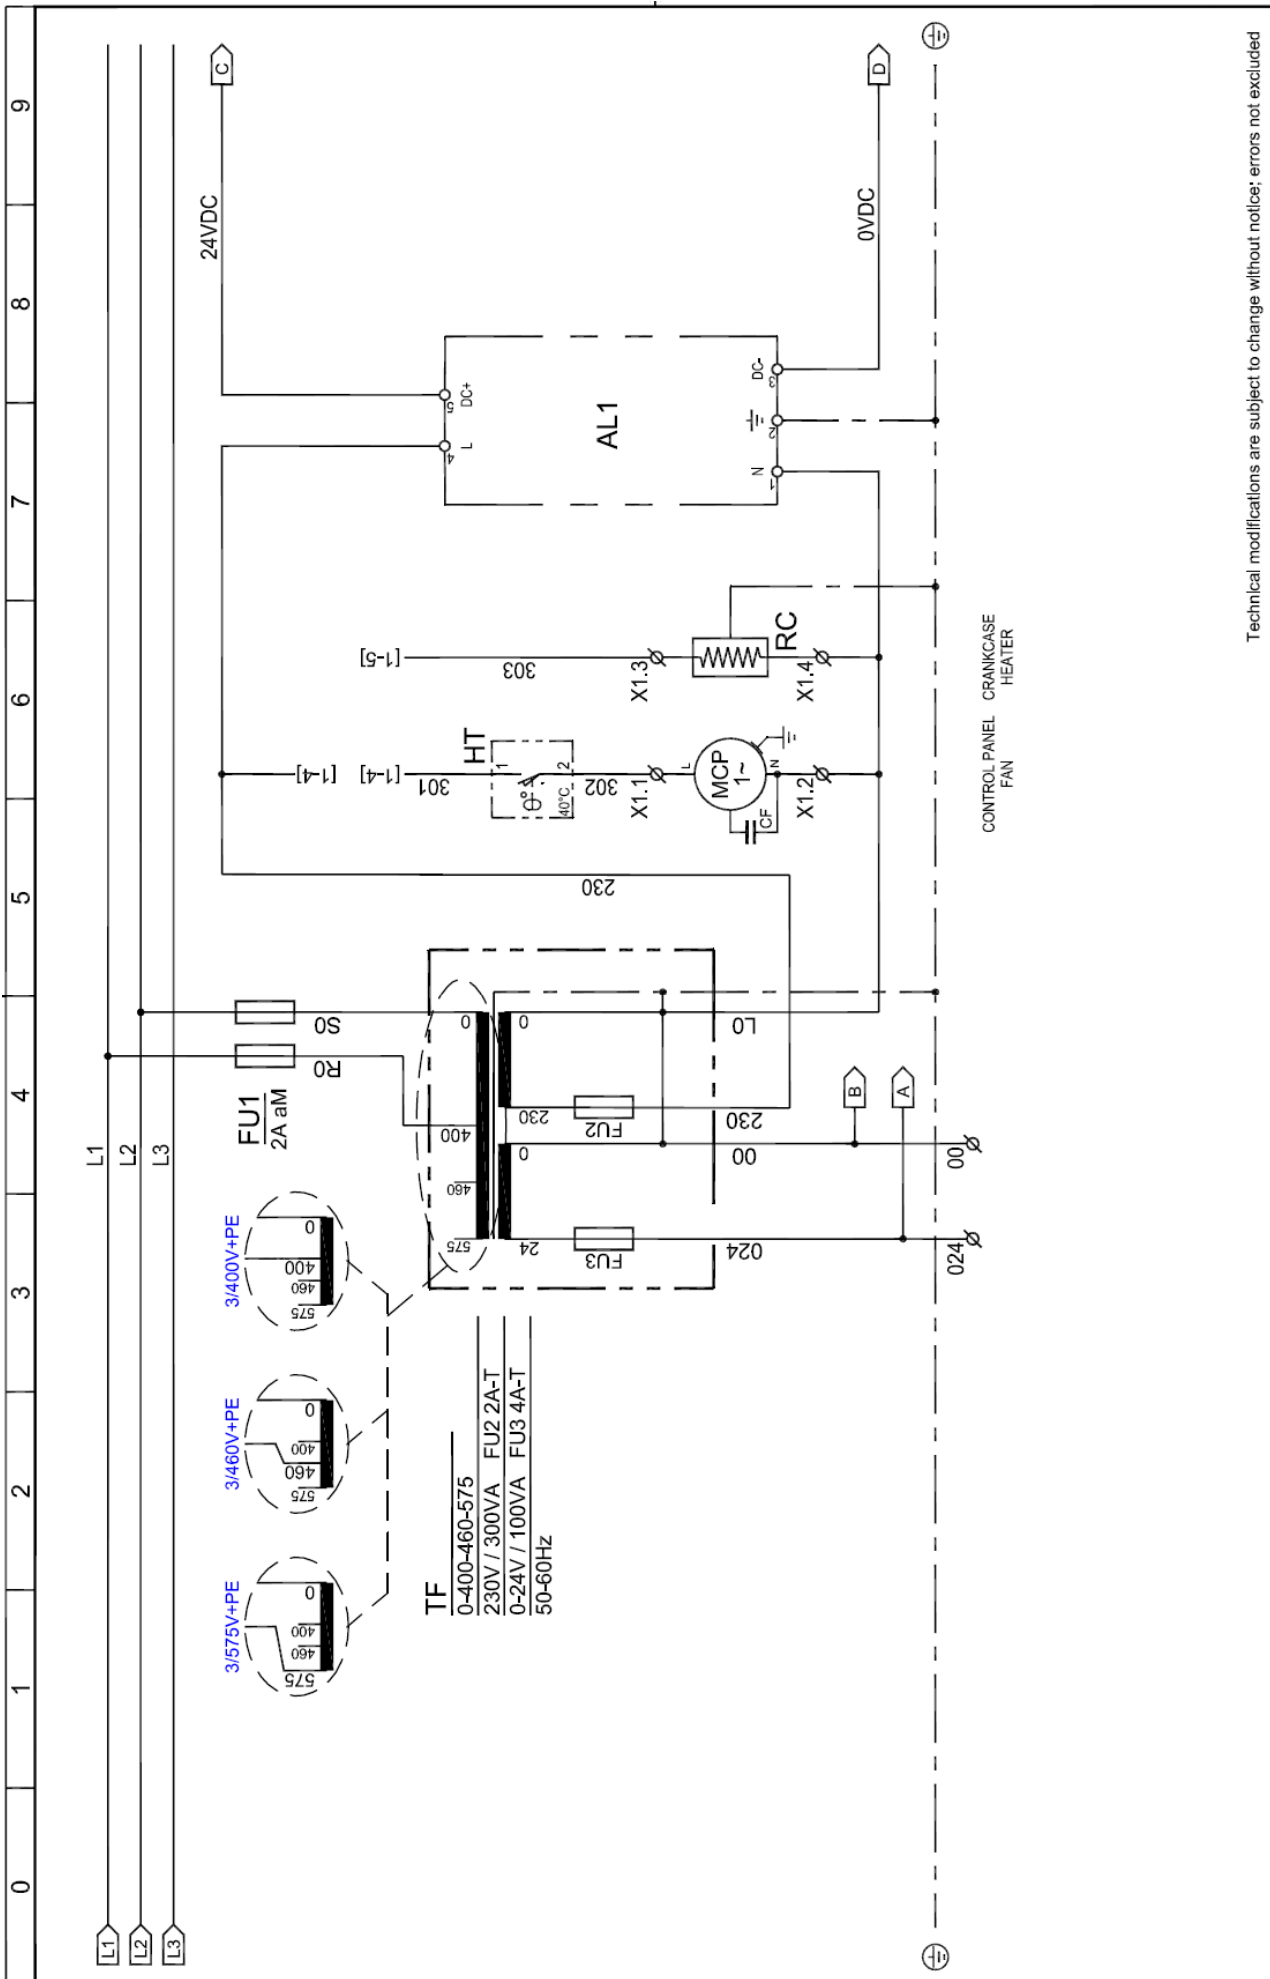 0
1
2
3
4
5
6
7
8
9
L1
L2
L3
L1
L2
L3
C
24VDC
D
0VDC
FU1
2A aM
R0
S0
3/575V+PE
575
460
400
0
3/460V+PE
575
460
400
0
3/400V+PE
575
460
400
0
TF
0-400-460-575
230V / 300VA FU2 2A-T
0-24V / 100VA FU3 4A-T
50-60Hz
575
460
400
0
24
0
230
0
FU3
FU2
024
00
230
L0
230
024
00
A
B
[1-4]
[1-4]
301
HT
1
2
θ°
40°C
302
X1.1
L
MCP
1~
N
CF
X1.2
[1-5]
303
X1.3
RC
X1.4
AL1
4
L
5
DC+
1
N
2
3
DC-
CONTROL PANEL
FAN
CRANKCASE
HEATER
Technical modifications are subject to change without notice; errors not excluded